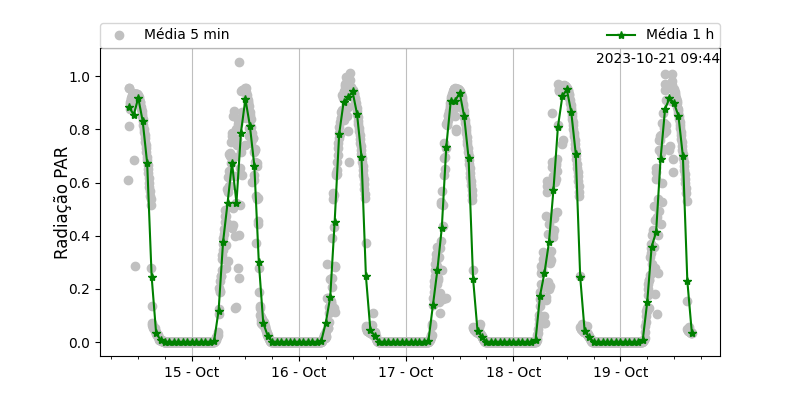 Média 5 min
Média 1 h
2023-10-21 09:44
Radiação PAR
1.0
0.8
0.6
0.4
0.2
0.0
15 - Oct
16 - Oct
17 - Oct
18 - Oct
19 - Oct